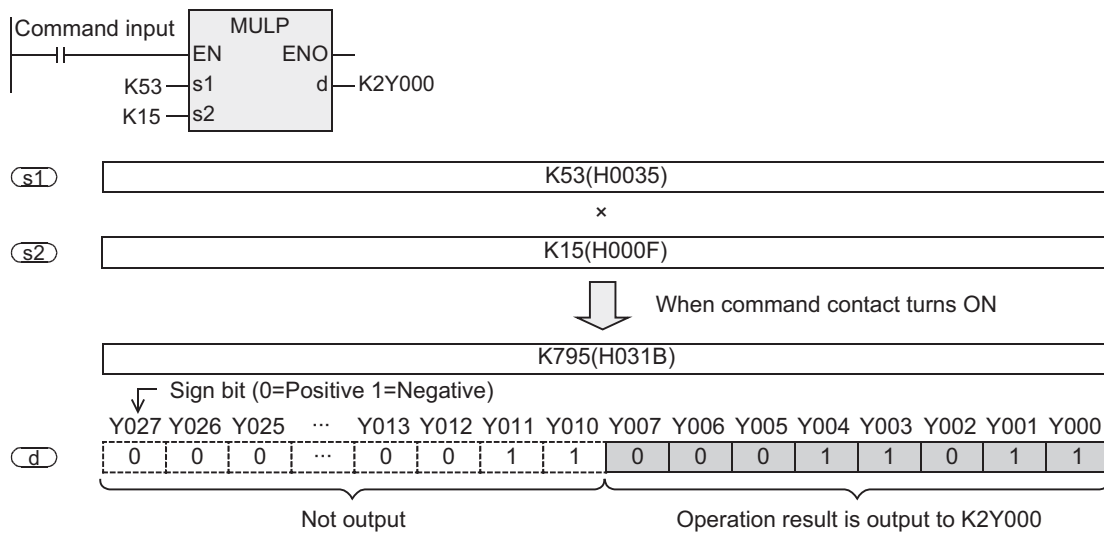 Command input
MULP
EN ENO
K53 s1 d K2Y000
K15 s2
s1 K53(H0035)
×
s2 K15(H000F)
When command contact turns ON
K795(H031B)
Sign bit (0=Positive 1=Negative)
Y027 Y026 Y025 ··· Y013 Y012 Y011 Y010 Y007 Y006 Y005 Y004 Y003 Y002 Y001 Y000
d 0 0 0 ··· 0 0 1 1 0 0 0 1 1 0 1 1
Not output Operation result is output to K2Y000